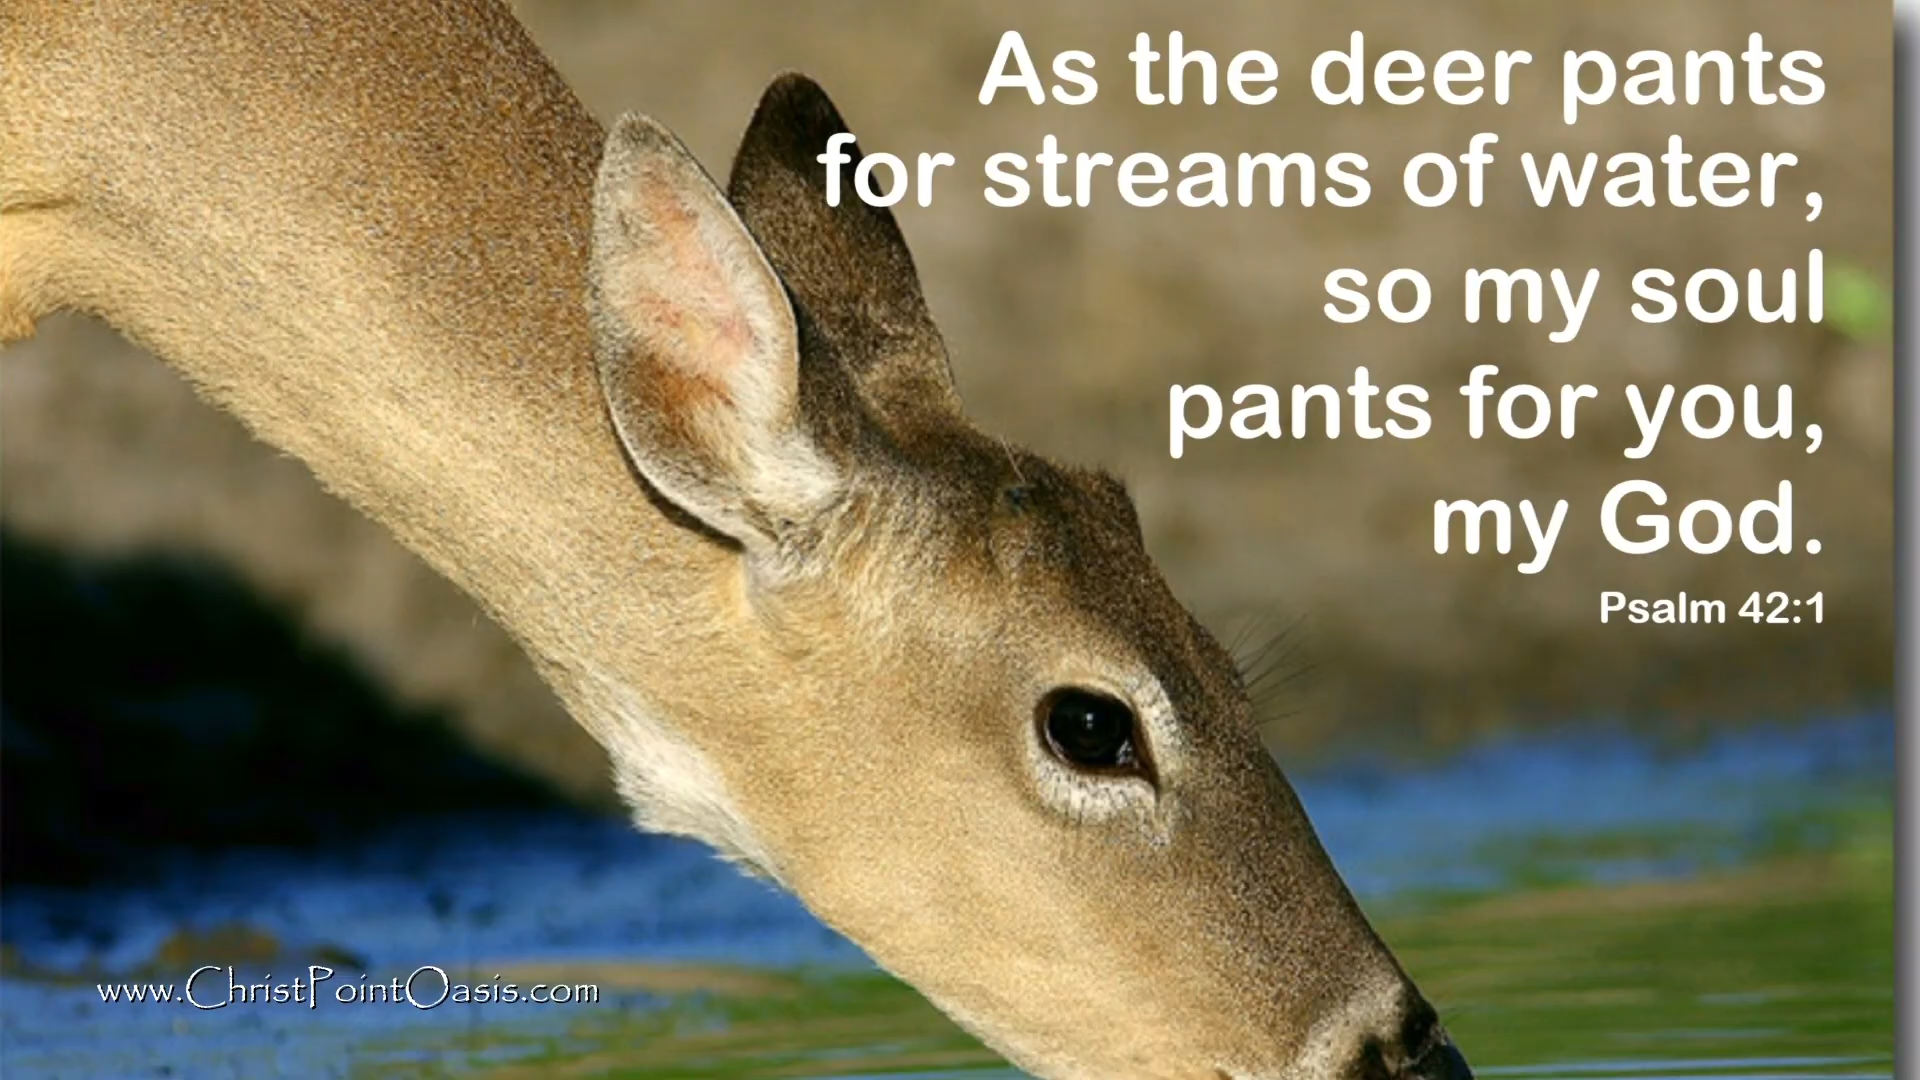 As the deer pants
for streams of water,
so my soul
pants for you,
my God.
Psalm 42:1
www.ChristPointOasis.com